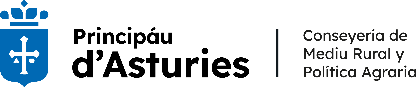 Principáu
d'Asturies
Conseyería de
Mediu Rural y
Política Agraria